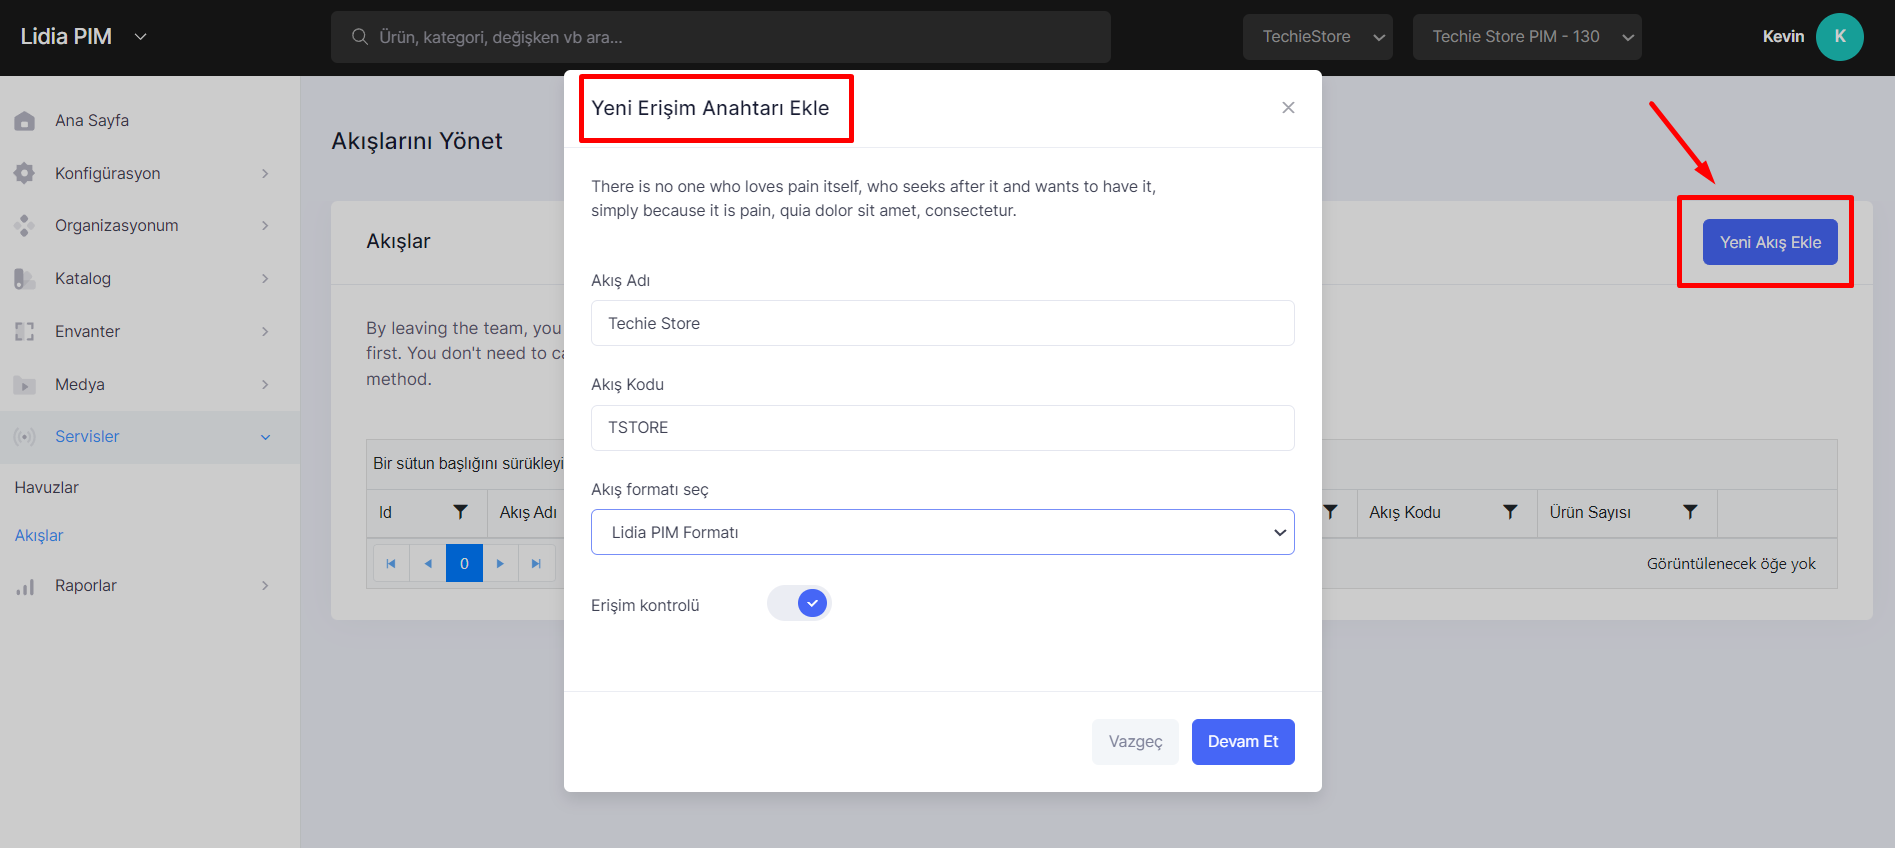 Lidia PIM
Ürün, kategori, değişken vb ara...
TechieStore
Techie Store PIM - 130
Kevin
K
Ana Sayfa
Konfigürasyon
Organizasyonum
Katalog
Envanter
Medya
Servisler
Havuzlar
Akışlar
Raporlar
Akışlarını Yönet
Akışlar
Yeni Akış Ekle
By leaving the team, you
first. You don't need to ca
method.
Bir sütun başlığını sürükleyi
Id
Akış Adı
Akış Kodu
Ürün Sayısı
0
Görüntülenecek öğe yok
Yeni Erişim Anahtarı Ekle
There is no one who loves pain itself, who seeks after it and wants to have it,
simply because it is pain, quia dolor sit amet, consectetur.
Akış Adı
Techie Store
Akış Kodu
TSTORE
Akış formatı seç
Lidia PIM Formatı
Erişim kontrolü
Vazgeç
Devam Et